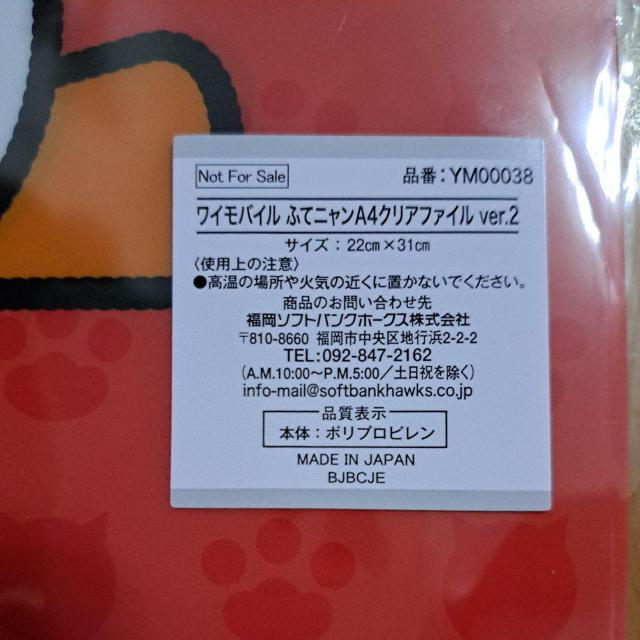 Not For Sale 品番：YM00038
ワイモバイル ふてニャンA4クリアファイル ver.2
サイズ：22㎝×31㎝
〈使用上の注意〉
●高温の場所や火気の近くに置かないでください。
商品のお問い合わせ先
福岡ソフトバンクホークス株式会社
〒810-8660 福岡市中央区地行浜2-2-2
TEL:092-847-2162
（A.M.10:00～P.M.5:00／土日祝を除く）
info-mail@softbankhawks.co.jp
品質表示
本体：ポリプロピレン
MADE IN JAPAN
BJBCJE